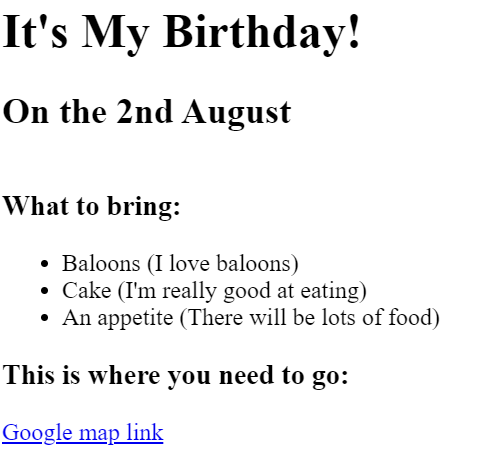 It's My Birthday!
On the 2nd August
What to bring:
Baloons (I love baloons)
Cake (I'm really good at eating)
An appetite (There will be lots of food)
This is where you need to go:
Google map link